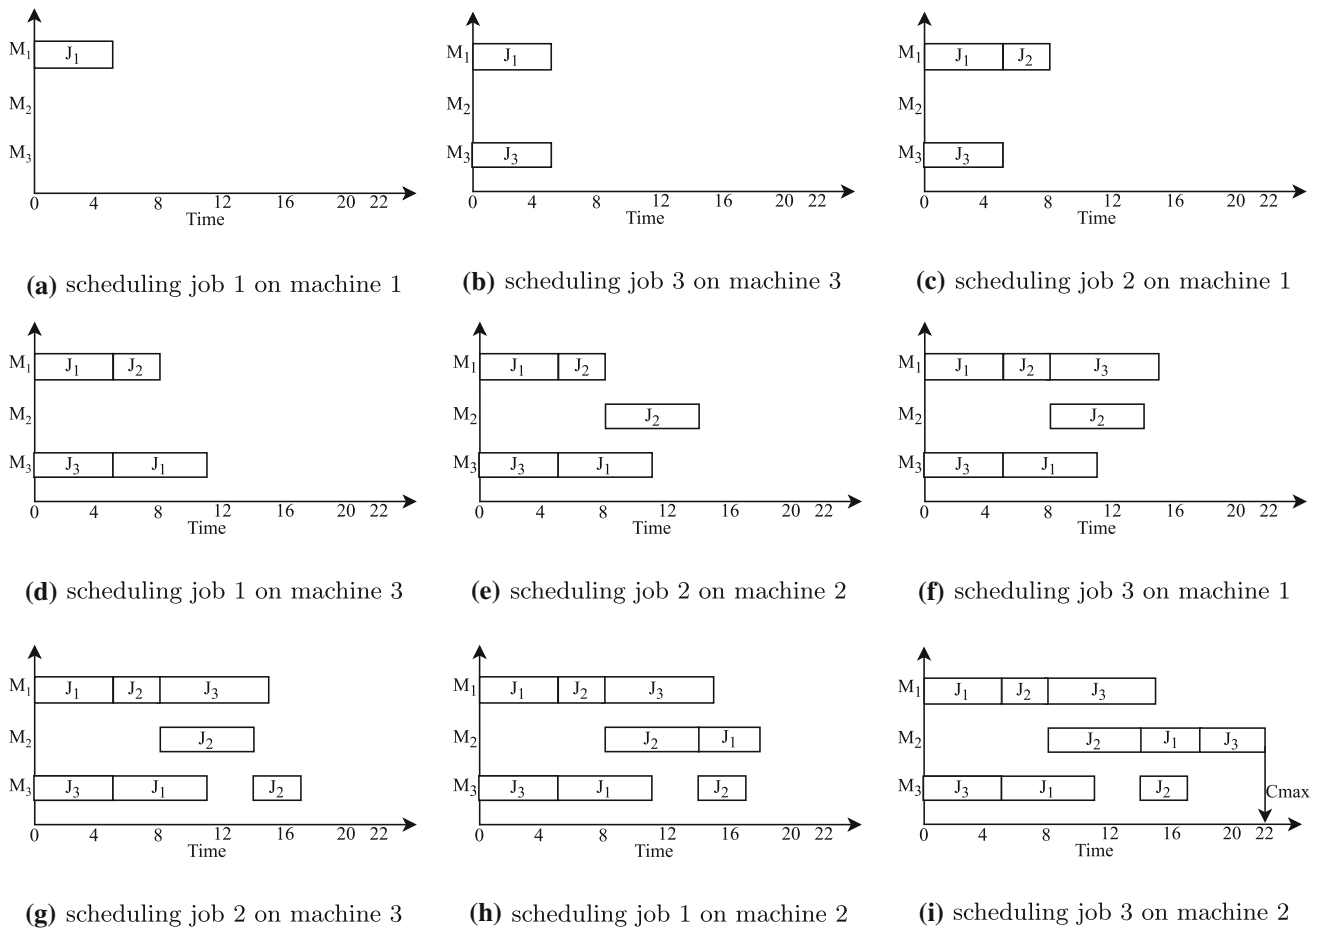 M1 J1
M2
M3
0 4 8 12 16 20 22
Time
(a) scheduling job 1 on machine 1
M1 J1
M2
M3 J3
0 4 8 12 16 20 22
Time
(b) scheduling job 3 on machine 3
M1 J1 J2
M2
M3 J3
0 4 8 12 16 20 22
Time
(c) scheduling job 2 on machine 1
M1 J1 J2
M2
M3 J3 J1
0 4 8 12 16 20 22
Time
(d) scheduling job 1 on machine 3
M1 J1 J2
M2 J2
M3 J3 J1
0 4 8 12 16 20 22
Time
(e) scheduling job 2 on machine 2
M1 J1 J2 J3
M2 J2
M3 J3 J1
0 4 8 12 16 20 22
Time
(f) scheduling job 3 on machine 1
M1 J1 J2 J3
M2 J2
M3 J3 J1 J2
0 4 8 12 16 20 22
Time
(g) scheduling job 2 on machine 3
M1 J1 J2 J3
M2 J2 J1
M3 J3 J1 J2
0 4 8 12 16 20 22
Time
(h) scheduling job 1 on machine 2
M1 J1 J2 J3
M2 J2 J1 J3
M3 J3 J1 J2
Cmax
0 4 8 12 16 20 22
Time
(i) scheduling job 3 on machine 2